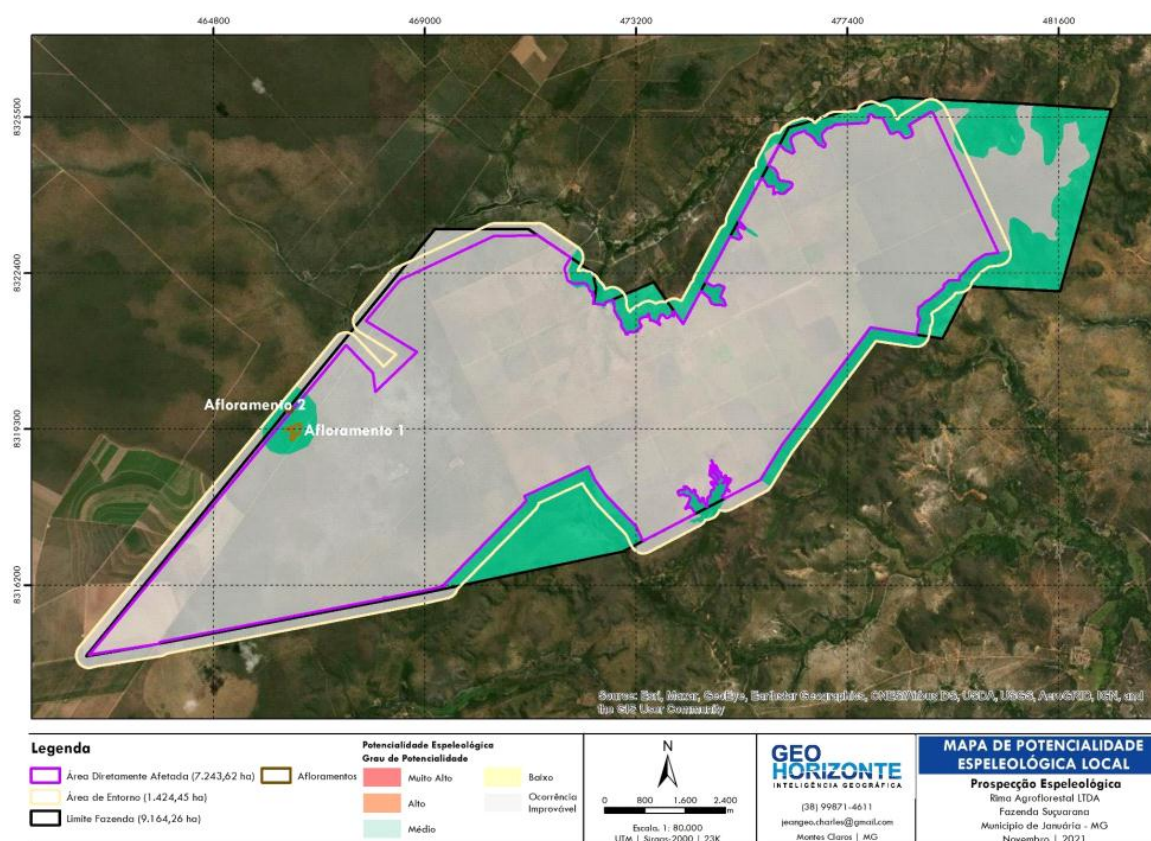 464800 469000 473200 477400 481600
8325500
8322400
8319300
8316200
Afloramento 2
Afloramento 1
Source: Esri, Maxar, GeoEye, Earthstar Geographics, CNES/Airbus DS, USDA, USGS, AeroGRID, IGN, and
the GIS User Community
Legenda
Área Diretamente Afetada (7.243,62 ha)
Afloramentos
Área de Entorno (1.424,45 ha)
Limite Fazenda (9.164,26 ha)
Potencialidade Espeleológica
Grau de Potencialidade
Muito Alto
Alto
Médio
Baixo
Ocorrência
Improvável
N
0 800 1.600 2.400
m
Escala, 1: 80.000
UTM | Sirgas-2000 | 23K
GEO
HORIZONTE
INTELIGÊNCIA GEOGRÁFICA
(38) 99871-4611
jeangeo.charles@gmail.com
Montes Claros | MG
MAPA DE POTENCIALIDADE
ESPELEOLÓGICA LOCAL
Prospecção Espeleológica
Rima Agroflorestal LTDA
Fazenda Suçuarana
Município de Januária - MG
Novembro | 2021